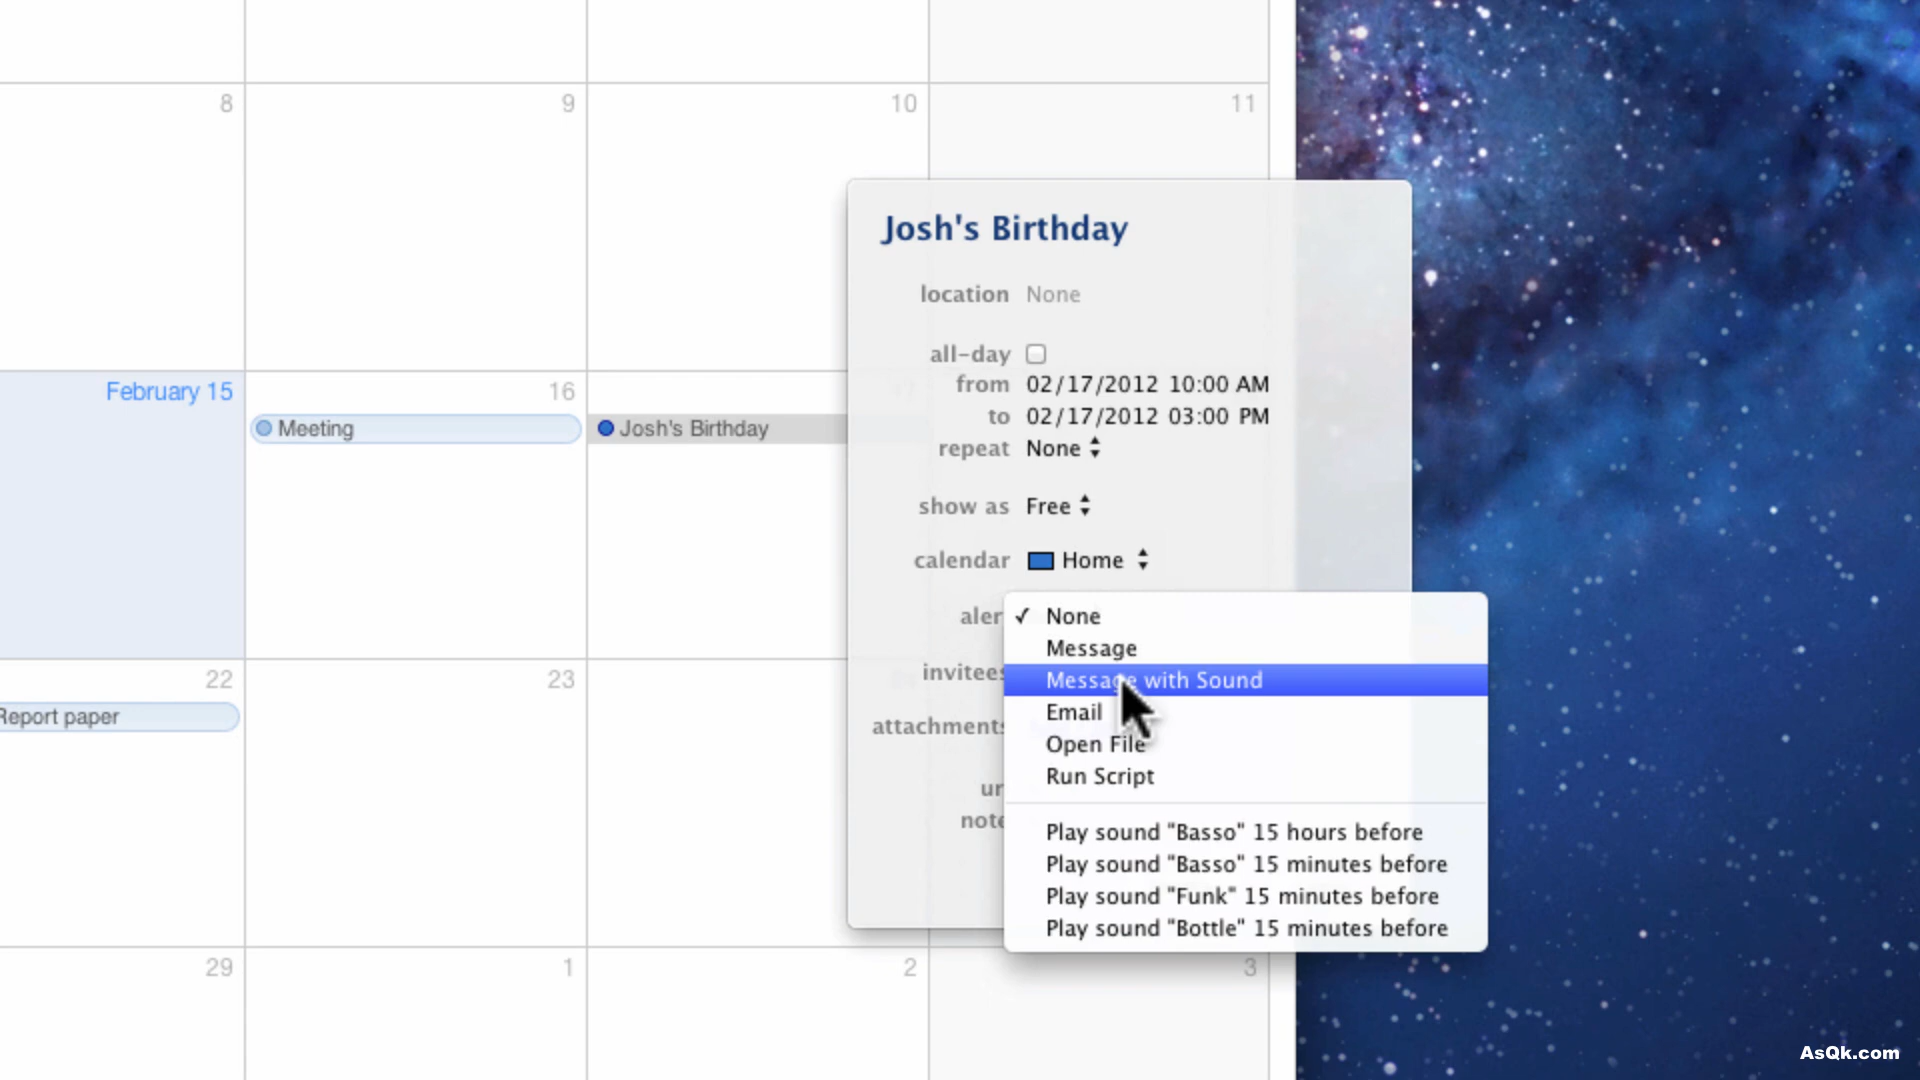 8
9
10
11
Josh's Birthday
location None
all-day
from 02/17/2012 10:00 AM
to 02/17/2012 03:00 PM
repeat None
show as Free
calendar Home
February 15
16
Meeting
Josh's Birthday
aler
✓ None
Message
invitees
Message with Sound
Email
attachments
Open File
Run Script
ur
note
Play sound "Basso" 15 hours before
Play sound "Basso" 15 minutes before
Play sound "Funk" 15 minutes before
Play sound "Bottle" 15 minutes before
22
23
Report paper
29
1
2
3
AsQk.com